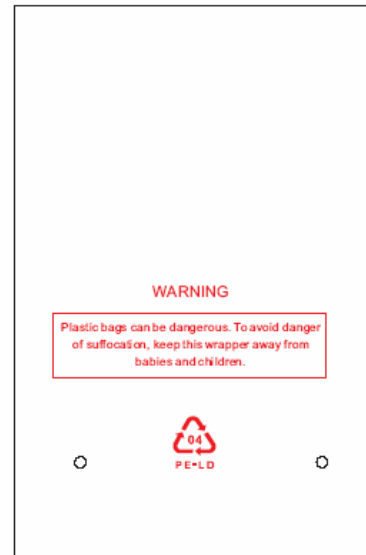 WARNING
Plastic bags can be dangerous. To avoid danger
of suffocation, keep this wrapper away from
babies and children.
04
PE-LD